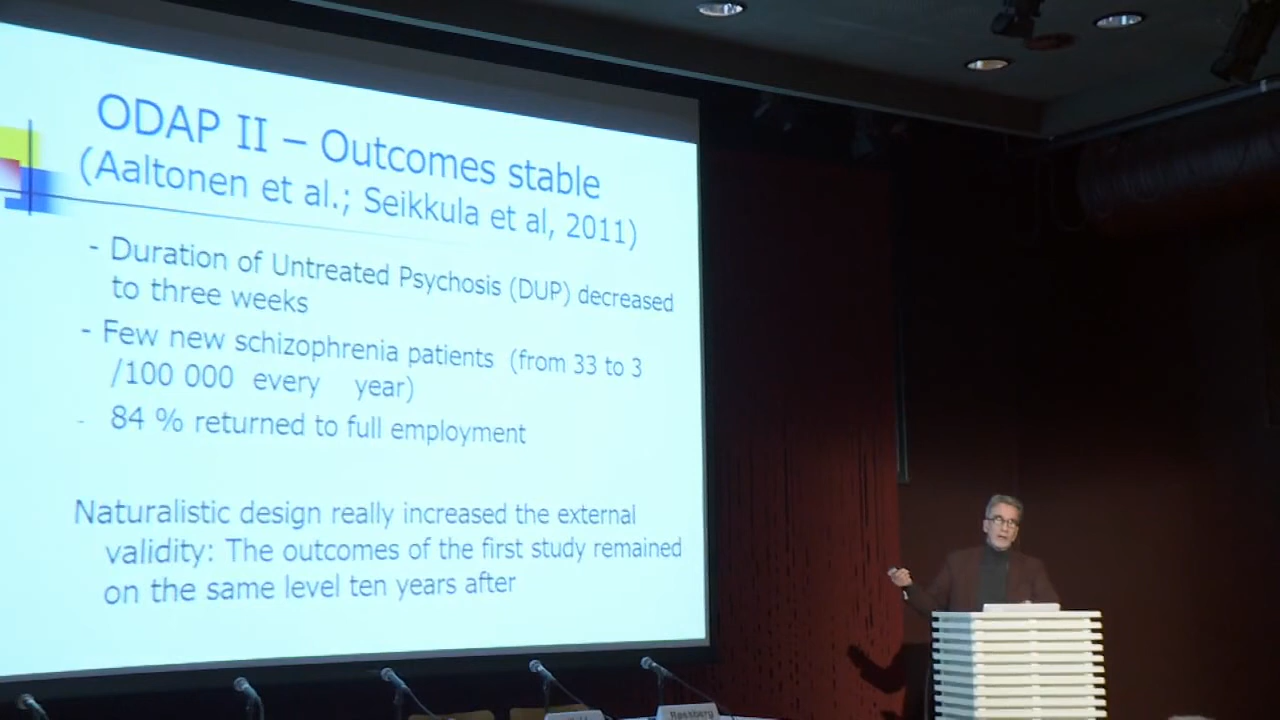 ODAP II – Outcomes stable
(Aaltonen et al.; Seikkula et al, 2011)
- Duration of Untreated Psychosis (DUP) decreased
to three weeks
- Few new schizophrenia patients (from 33 to 3
/100 000 every year)
- 84 % returned to full employment
Naturalistic design really increased the external
validity: The outcomes of the first study remained
on the same level ten years after
Rossberg